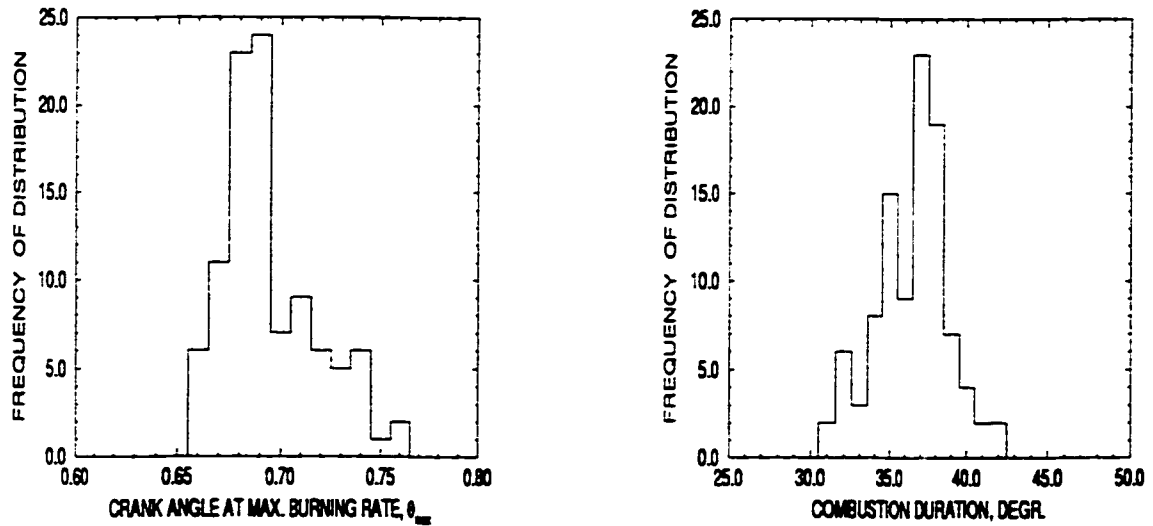 25.0
20.0
15.0
10.0
5.0
0.0
FREQUENCY OF DISTRIBUTION
0.60 0.65 0.70 0.75 0.80
CRANK ANGLE AT MAX. BURNING RATE, θmax
25.0
20.0
15.0
10.0
5.0
0.0
FREQUENCY OF DISTRIBUTION
25.0 30.0 35.0 40.0 45.0 50.0
COMBUSTION DURATION, DEGR.